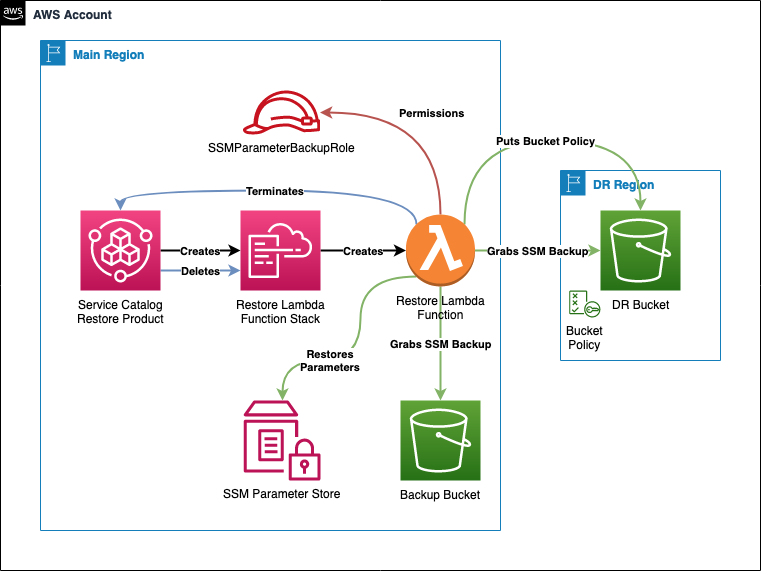 aws
AWS Account
Main Region
Permissions
SSMParameterBackupRole
Puts Bucket Policy
DR Region
Terminates
Creates
Deletes
Creates
Grabs SSM Backup
Service Catalog
Restore Product
Restore Lambda
Function Stack
Restore Lambda
Function
DR Bucket
Bucket
Policy
Grabs SSM Backup
Restores
Parameters
SSM Parameter Store
Backup Bucket